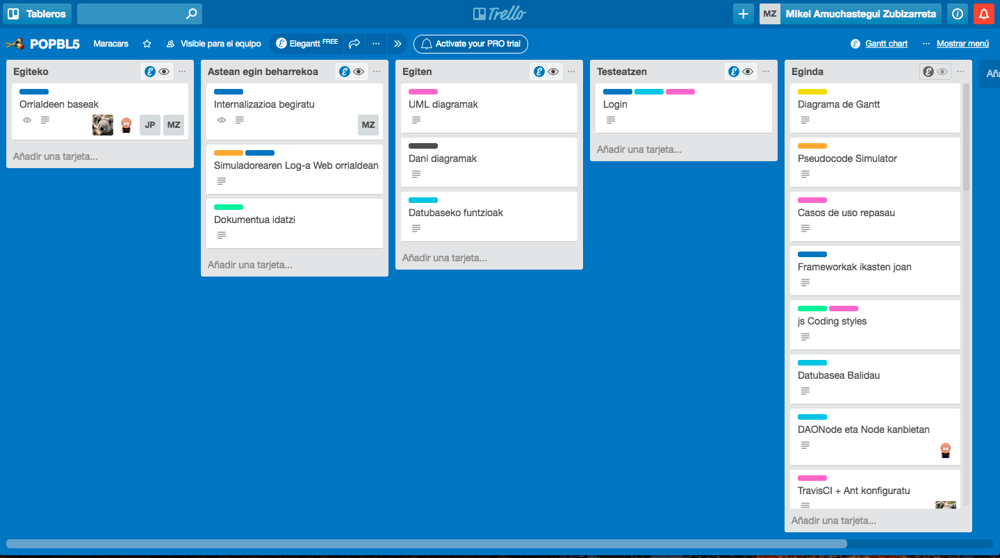 Tableros
Trello
+
MZ Mikel Amuchastegui Zubizarreta
POPBL5
Maracars
Visible para el equipo
Elegantt FREE
Activate your PRO trial
Gantt chart
Mostrar menú
Egiteko
Orrialdeen baseak
JP MZ
Añadir una tarjeta...
Astean egin beharrekoa
Internalizazioa begiratu
MZ
Simuladorearen Log-a Web orrialdean
Dokumentua idatzi
Añadir una tarjeta...
Egiten
UML diagramak
Dani diagramak
Datubaseko funtzioak
Añadir una tarjeta...
Testeatzen
Login
Añadir una tarjeta...
Eginda
Diagrama de Gantt
Pseudocode Simulator
Casos de uso repasau
Frameworkak ikasten joan
js Coding styles
Datubasea Balidau
DAONode eta Node kanbietan
TravisCI + Ant konfiguratu
Añadir una tarjeta...